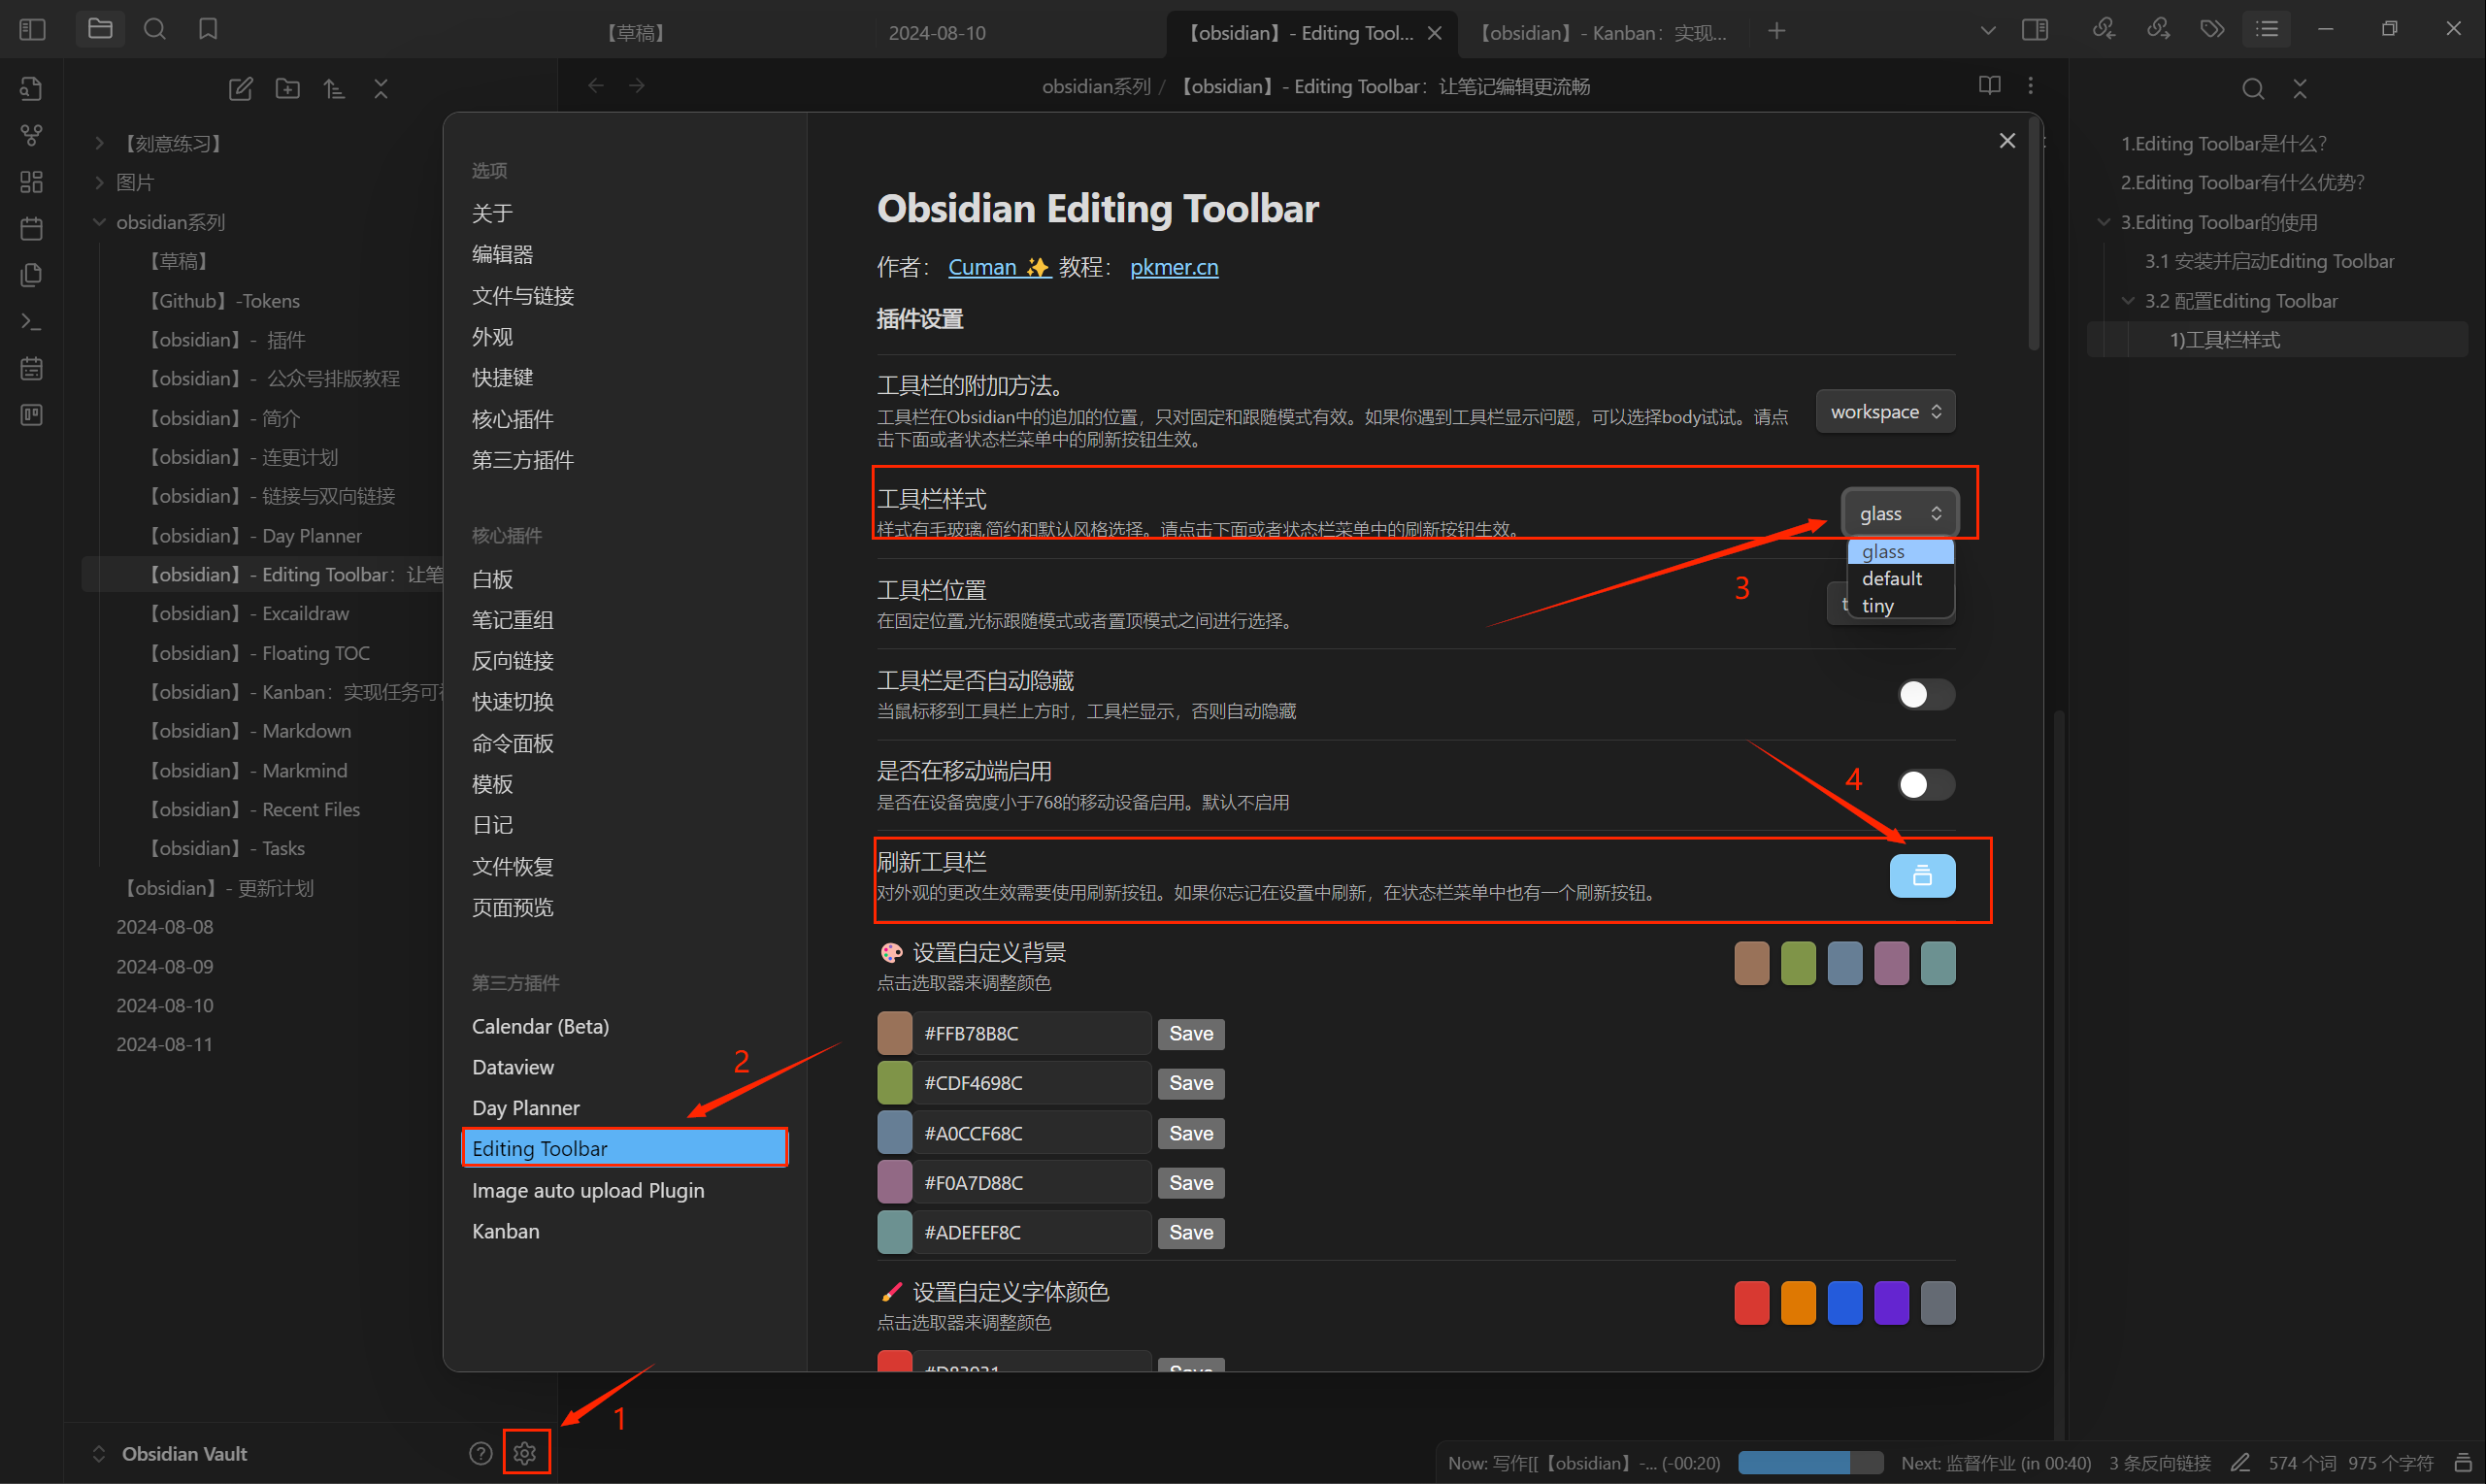 【草稿】
2024-08-10
【obsidian】- Editing Tool...
【obsidian】- Kanban：实现...
obsidian系列 / 【obsidian】- Editing Toolbar：让笔记编辑更流畅
【刻意练习】
图片
obsidian系列
【草稿】
【Github】-Tokens
【obsidian】- 插件
【obsidian】- 公众号排版教程
【obsidian】- 简介
【obsidian】- 连更计划
【obsidian】- 链接与双向链接
【obsidian】- Day Planner
【obsidian】- Editing Toolbar：让笔
【obsidian】- Excaildraw
【obsidian】- Floating TOC
【obsidian】- Kanban：实现任务可
【obsidian】- Markdown
【obsidian】- Markmind
【obsidian】- Recent Files
【obsidian】- Tasks
【obsidian】- 更新计划
2024-08-08
2024-08-09
2024-08-10
2024-08-11
Obsidian Vault
1
选项
关于
编辑器
文件与链接
外观
快捷键
核心插件
第三方插件
核心插件
白板
笔记重组
反向链接
快速切换
命令面板
模板
日记
文件恢复
页面预览
第三方插件
Calendar (Beta)
Dataview
Day Planner
2
Editing Toolbar
Image auto upload Plugin
Kanban
Obsidian Editing Toolbar
作者： Cuman ✨ 教程： pkmer.cn
插件设置
工具栏的附加方法。
工具栏在Obsidian中的追加的位置，只对固定和跟随模式有效。如果你遇到工具栏显示问题，可以选择body试试。请点
击下面或者状态栏菜单中的刷新按钮生效。
workspace
工具栏样式
样式有毛玻璃,简约和默认风格选择。请点击下面或者状态栏菜单中的刷新按钮生效。
glass
glass
default
tiny
3
工具栏位置
在固定位置,光标跟随模式或者置顶模式之间进行选择。
t
工具栏是否自动隐藏
当鼠标移到工具栏上方时，工具栏显示，否则自动隐藏
是否在移动端启用
是否在设备宽度小于768的移动设备启用。默认不启用
4
刷新工具栏
对外观的更改生效需要使用刷新按钮。如果你忘记在设置中刷新，在状态栏菜单中也有一个刷新按钮。
🎨 设置自定义背景
点击选取器来调整颜色
#FFB78B8C Save
#CDF4698C Save
#A0CCF68C Save
#F0A7D88C Save
#ADEFEF8C Save
🖌️ 设置自定义字体颜色
点击选取器来调整颜色
#D83931 Save
1.Editing Toolbar是什么？
2.Editing Toolbar有什么优势？
3.Editing Toolbar的使用
3.1 安装并启动Editing Toolbar
3.2 配置Editing Toolbar
1)工具栏样式
Now: 写作[[【obsidian】-... (-00:20)
Next: 监督作业 (in 00:40)
3 条反向链接
574 个词 975 个字符